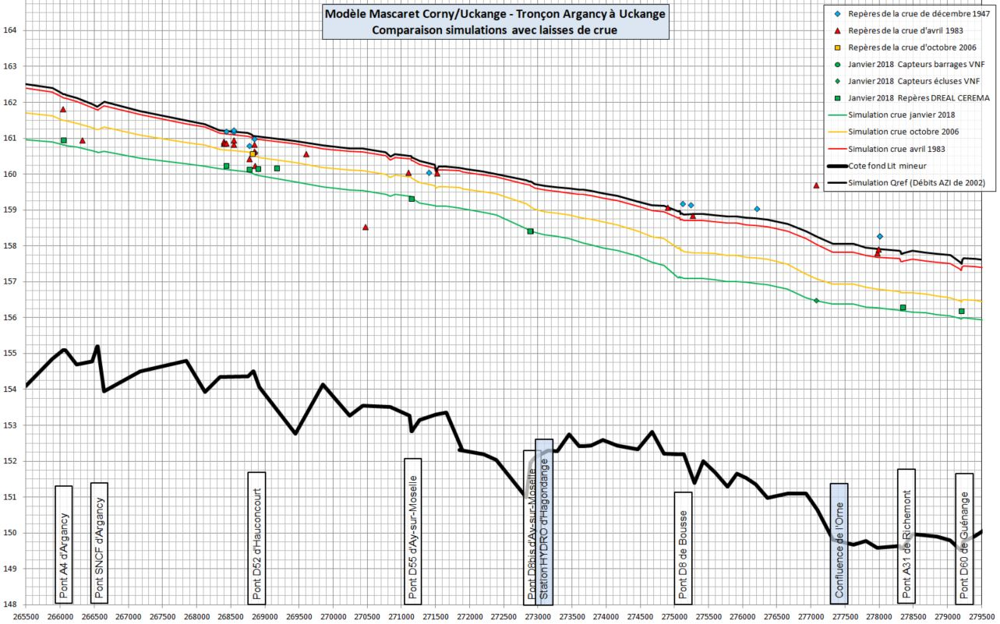 Modèle Mascaret Corny/Uckange - Tronçon Argancy à Uckange
Comparaison simulations avec laisses de crue
Repères de la crue de décembre 1947
Repères de la crue d'avril 1983
Repères de la crue d'octobre 2006
Janvier 2018 Capteurs barrages VNF
Janvier 2018 Capteurs écluses VNF
Janvier 2018 Repères DREAL CEREMA
Simulation crue janvier 2018
Simulation crue octobre 2006
Simulation crue avril 1983
Cote fond Lit mineur
Simulation Qref (Débits AZI de 2002)
164
163
162
161
160
159
158
157
156
155
154
153
152
151
150
149
148
Pont A4 d'Argancy
Pont SNCF d'Argancy
Pont D52 d'Hauconcourt
Pont D55 d'Ay-sur-Moselle
Pont D8bis d'Ay-sur-Moselle
Station HYDRO d'Hagondange
Pont D8 de Bousse
Confluence de l'Orne
Pont A31 de Richemont
Pont D60 de Guénange
265500 266000 266500 267000 267500 268000 268500 269000 269500 270000 270500 271000 271500 272000 272500 273000 273500 274000 274500 275000 275500 276000 276500 277000 277500 278000 278500 279000 279500